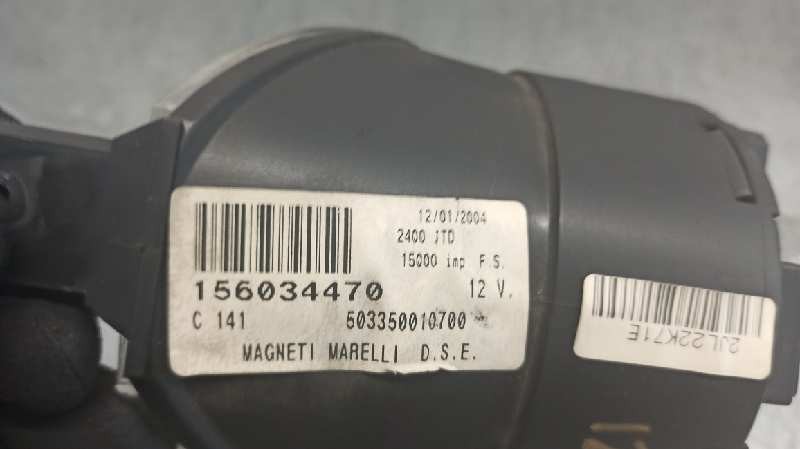 12/01/2004
2400 JTD
15000 imp F.S.
156034470 12 V.
C 141 503350010700
MAGNETI MARELLI D.S.E.
2JL22K71E